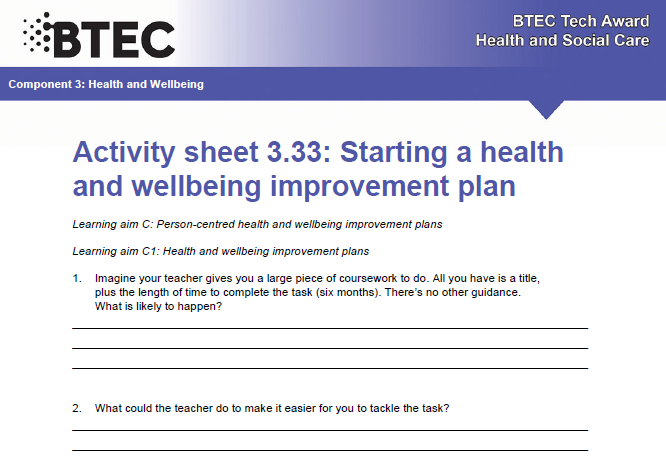 BTEC
BTEC Tech Award
Health and Social Care
Component 3: Health and Wellbeing
Activity sheet 3.33: Starting a health
and wellbeing improvement plan
Learning aim C: Person-centred health and wellbeing improvement plans
Learning aim C1: Health and wellbeing improvement plans
1. Imagine your teacher gives you a large piece of coursework to do. All you have is a title,
plus the length of time to complete the task (six months). There's no other guidance.
What is likely to happen?
2. What could the teacher do to make it easier for you to tackle the task?